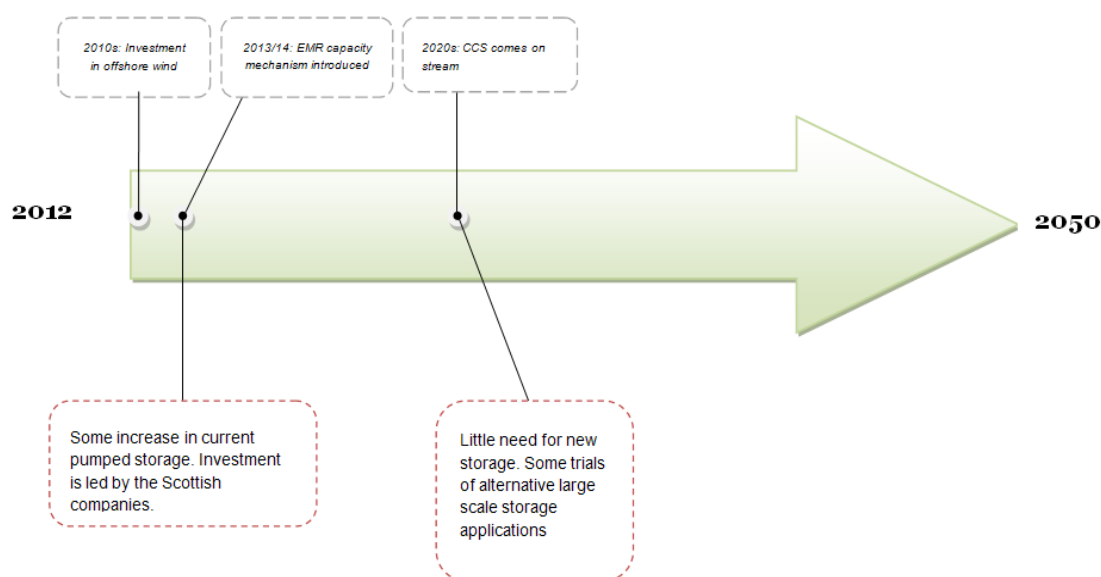 2010s: Investment
in offshore wind
2013/14: EMR capacity
mechanism introduced
2020s: CCS comes on
stream
2012
2050
Some increase in current
pumped storage. Investment
is led by the Scottish
companies.
Little need for new
storage. Some trials
of alternative large
scale storage
applications